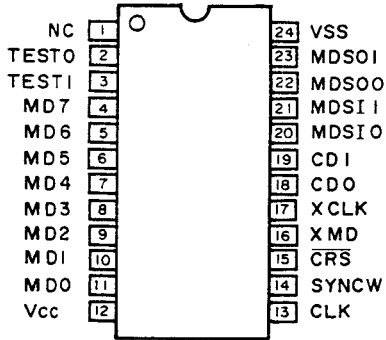 NC 1 24 VSS
TEST0 2 23 MDSO1
TEST1 3 22 MDSO0
MD7 4 21 MDSI1
MD6 5 20 MDSI0
MD5 6 19 CD1
MD4 7 18 CD0
MD3 8 17 XCLK
MD2 9 16 XMD
MD1 10 15 CRS
MD0 11 14 SYNCW
Vcc 12 13 CLK